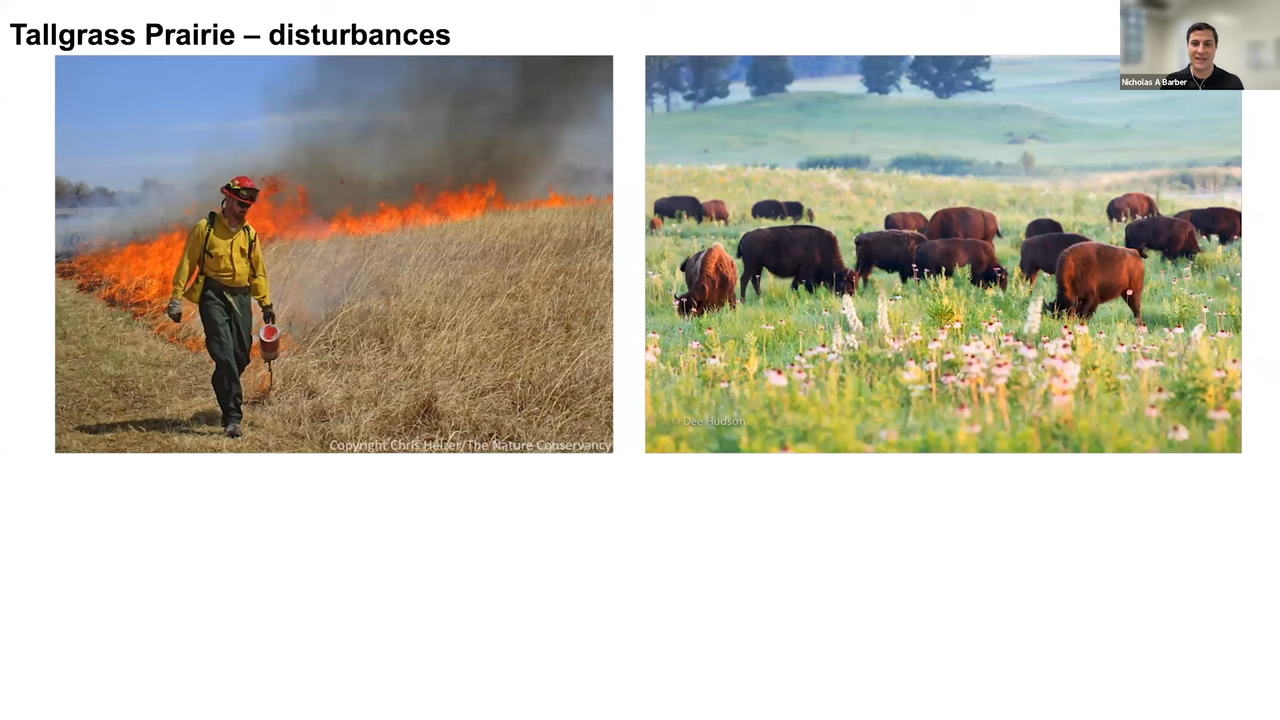 Tallgrass Prairie – disturbances
Nicholas A Barber
Copyright Chris Helzer/The Nature Conservancy
© Dee Hudson